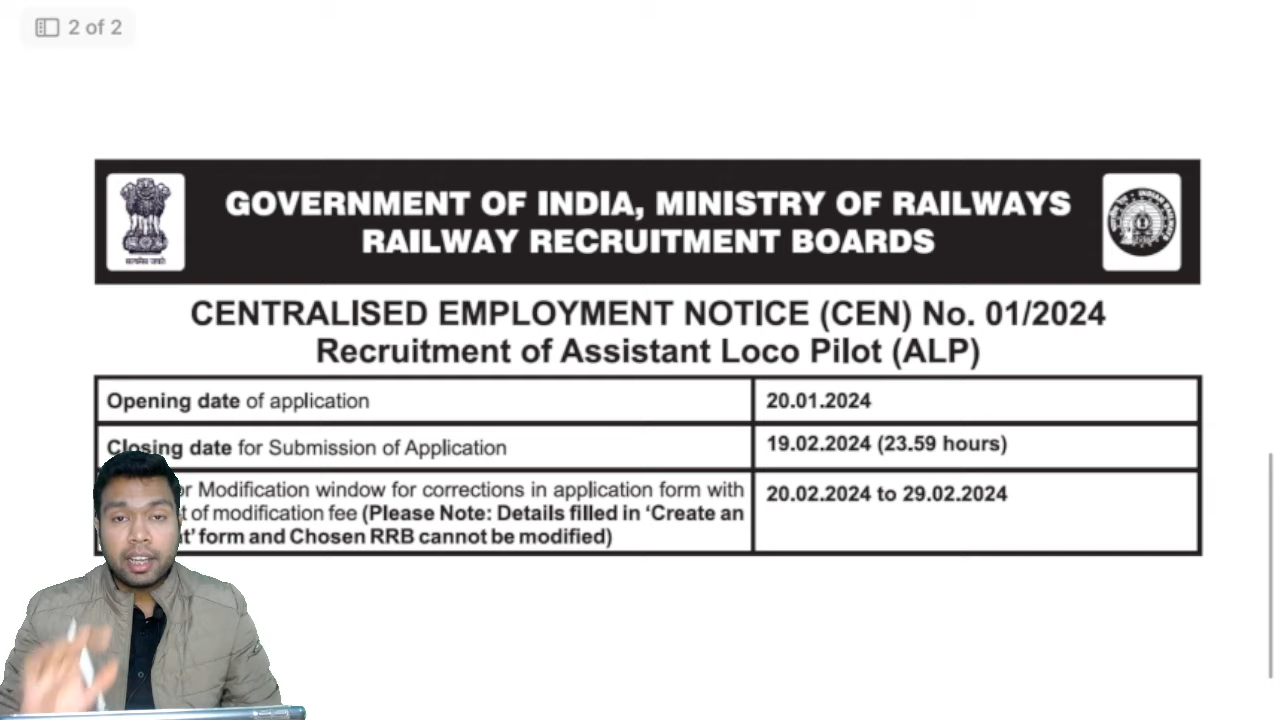 2 of 2
GOVERNMENT OF INDIA, MINISTRY OF RAILWAYS
RAILWAY RECRUITMENT BOARDS
सत्यमेव जयते
CENTRALISED EMPLOYMENT NOTICE (CEN) No. 01/2024
Recruitment of Assistant Loco Pilot (ALP)
Opening date of application 20.01.2024
Closing date for Submission of Application 19.02.2024 (23.59 hours)
Modification window for corrections in application form with 20.02.2024 to 29.02.2024
of modification fee (Please Note: Details filled in ‘Create an
form and Chosen RRB cannot be modified)